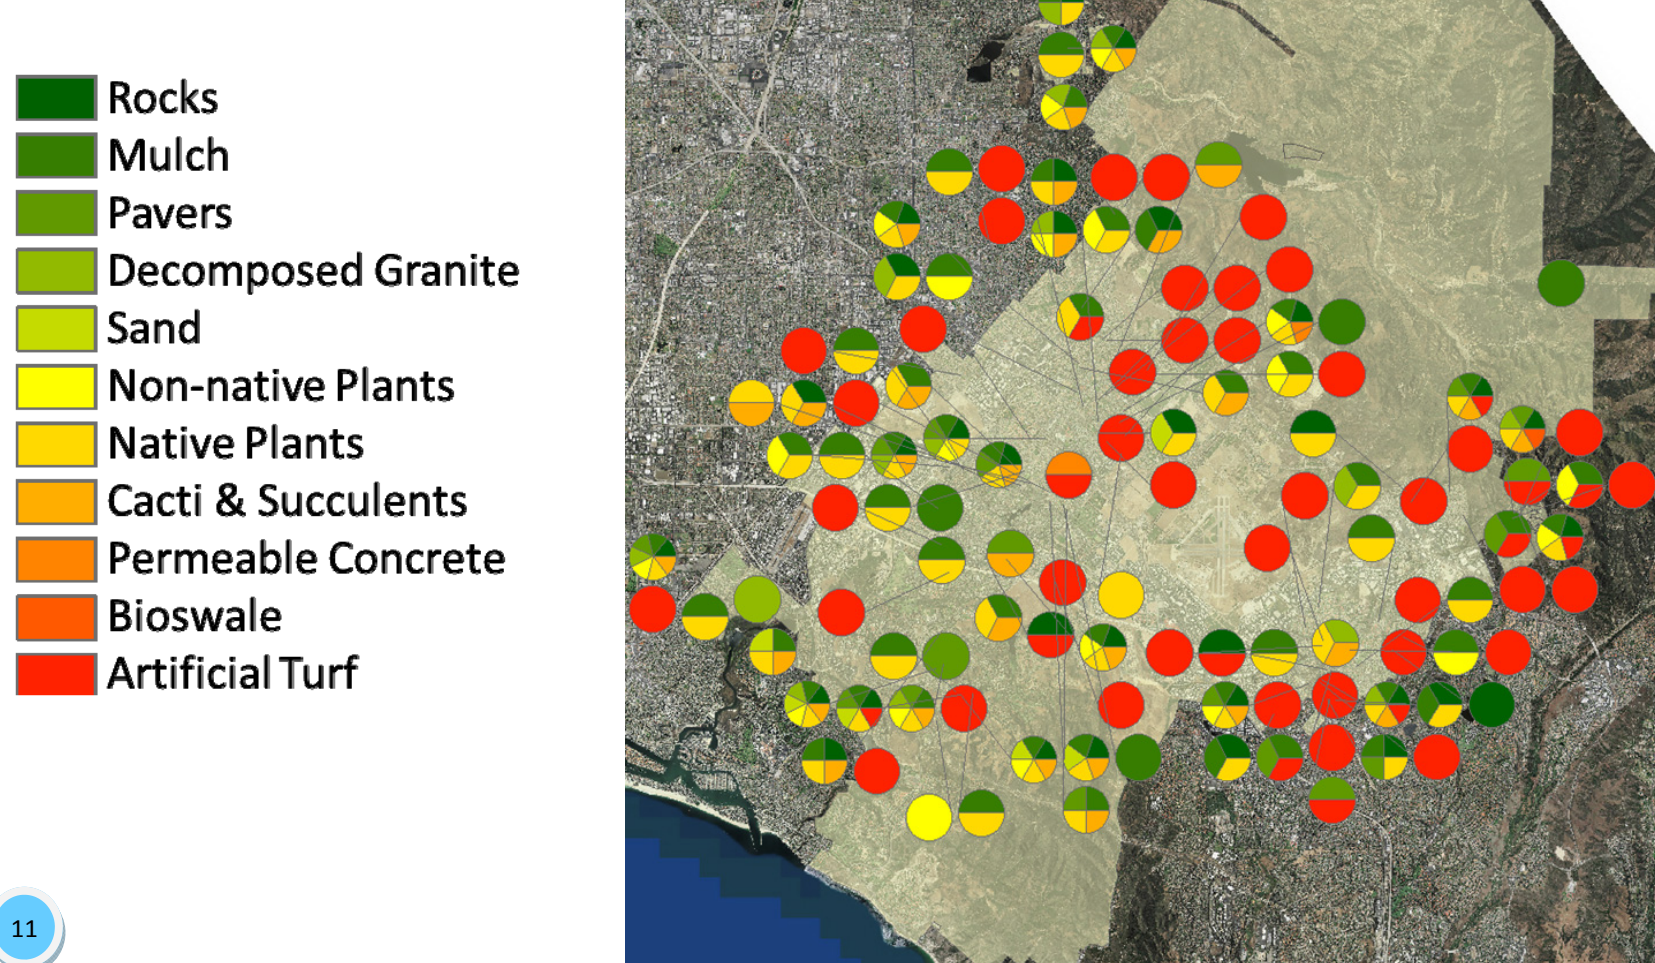 Rocks
Mulch
Pavers
Decomposed Granite
Sand
Non-native Plants
Native Plants
Cacti & Succulents
Permeable Concrete
Bioswale
Artificial Turf
11